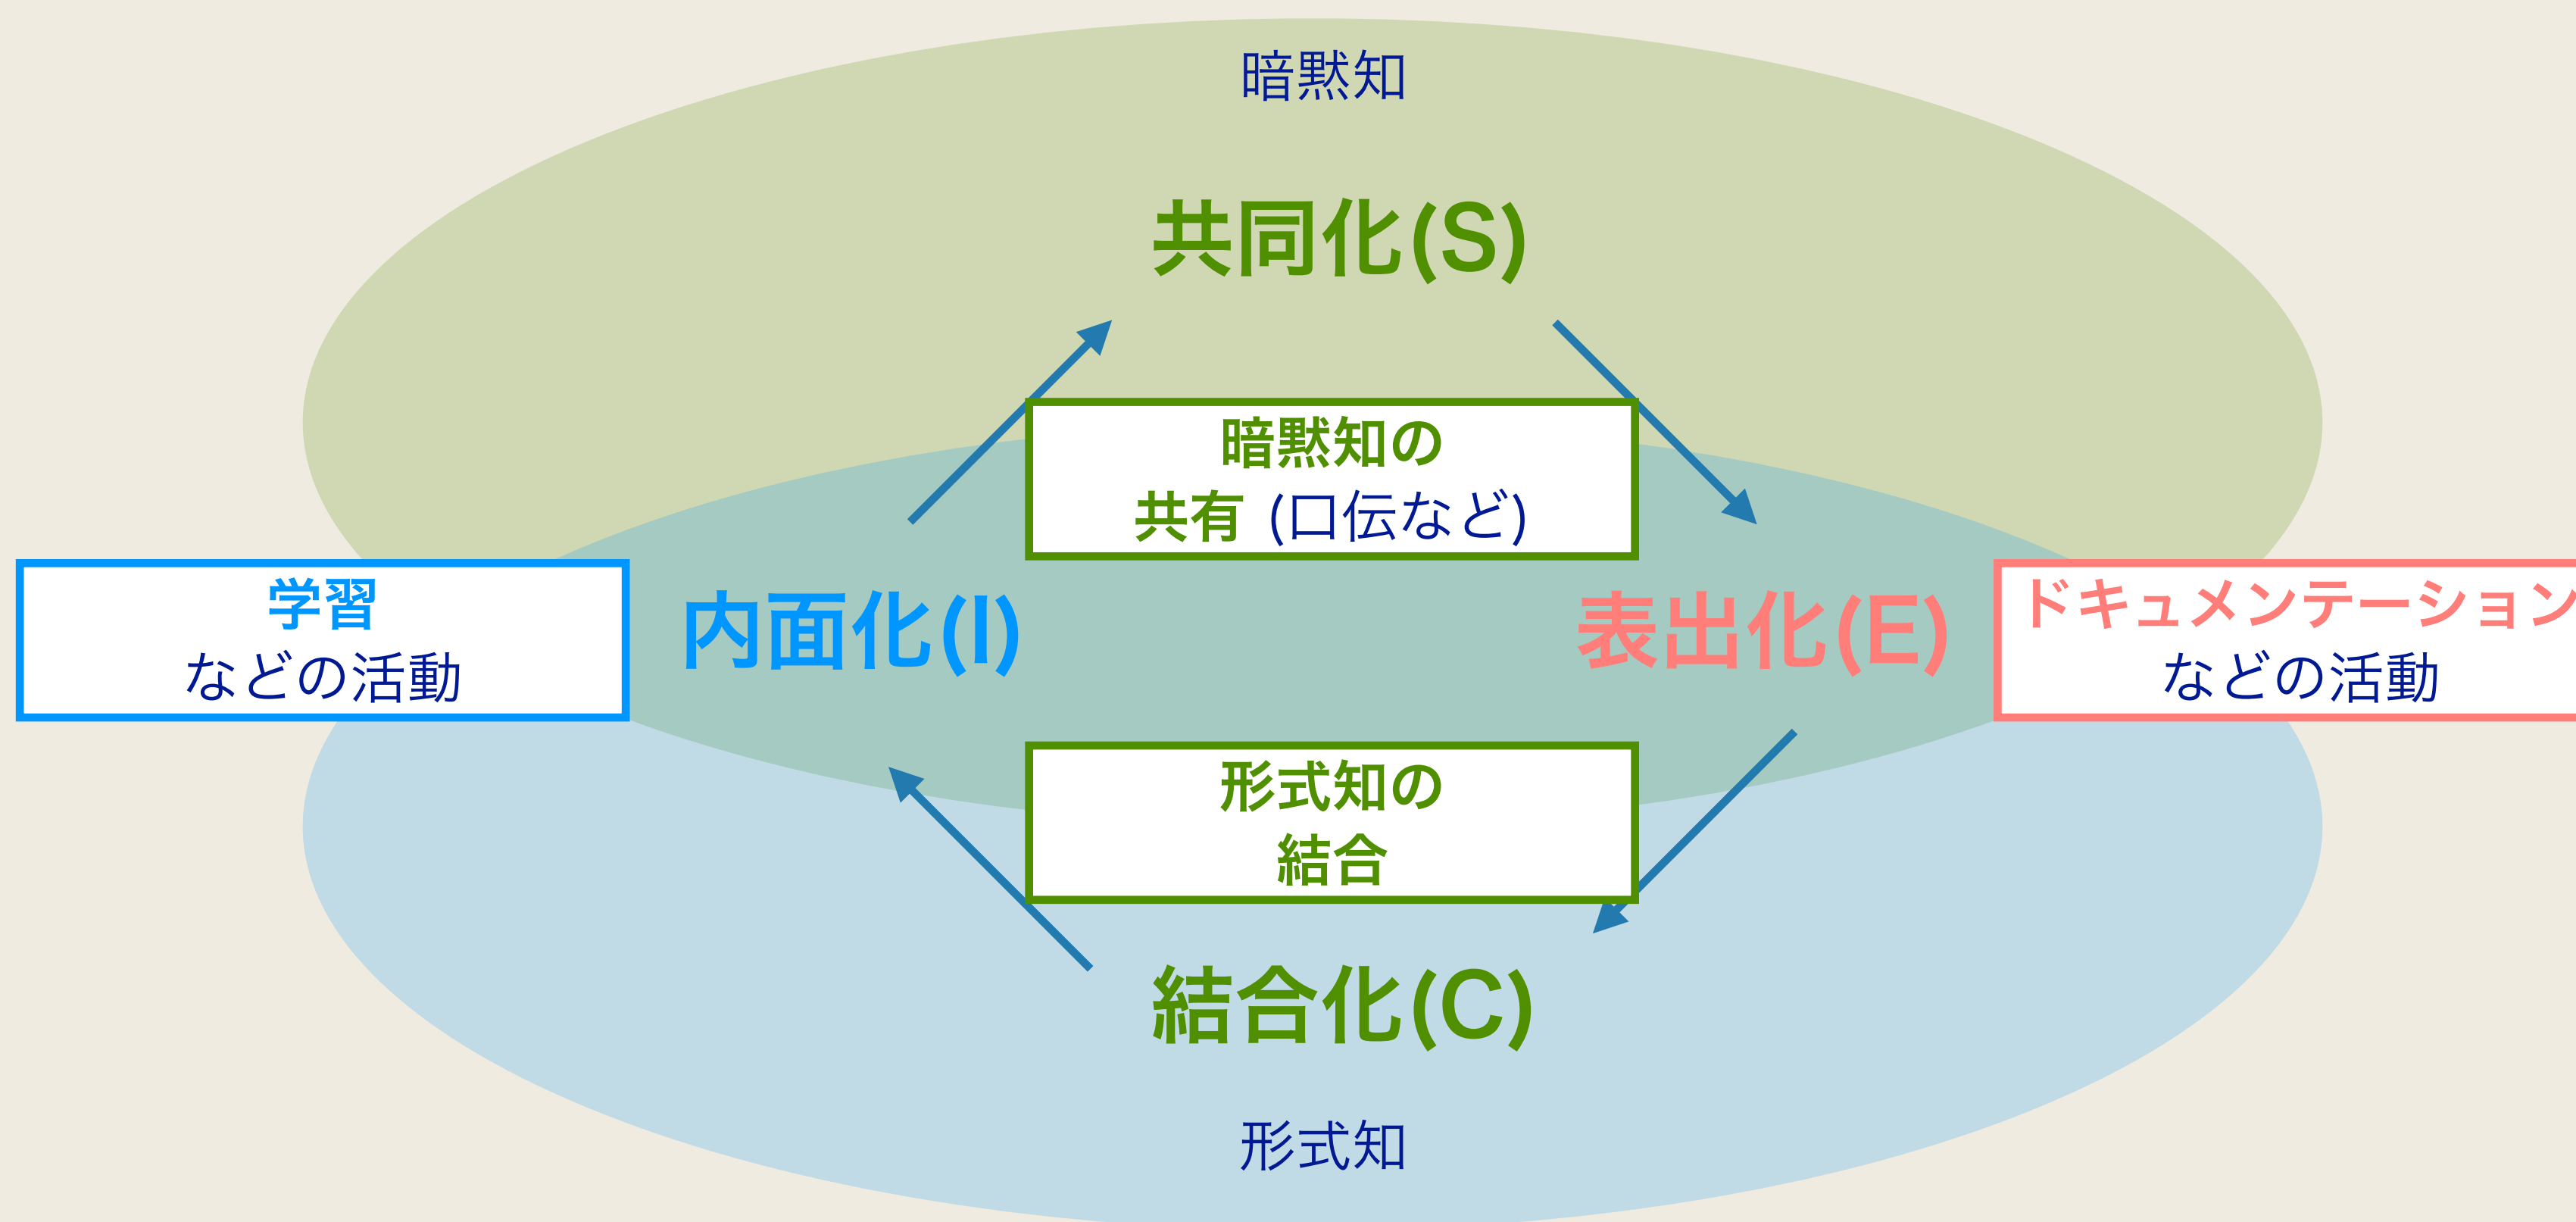 暗黙知
共同化(S)
暗黙知の
共有 (口伝など)
学習
などの活動
内面化(I)
表出化(E)
ドキュメンテーション
などの活動
形式知の
結合
結合化(C)
形式知